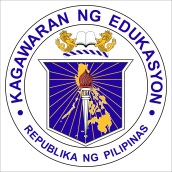 KAGAWARAN NG EDUKASYON
REPUBLIKA NG PILIPINAS